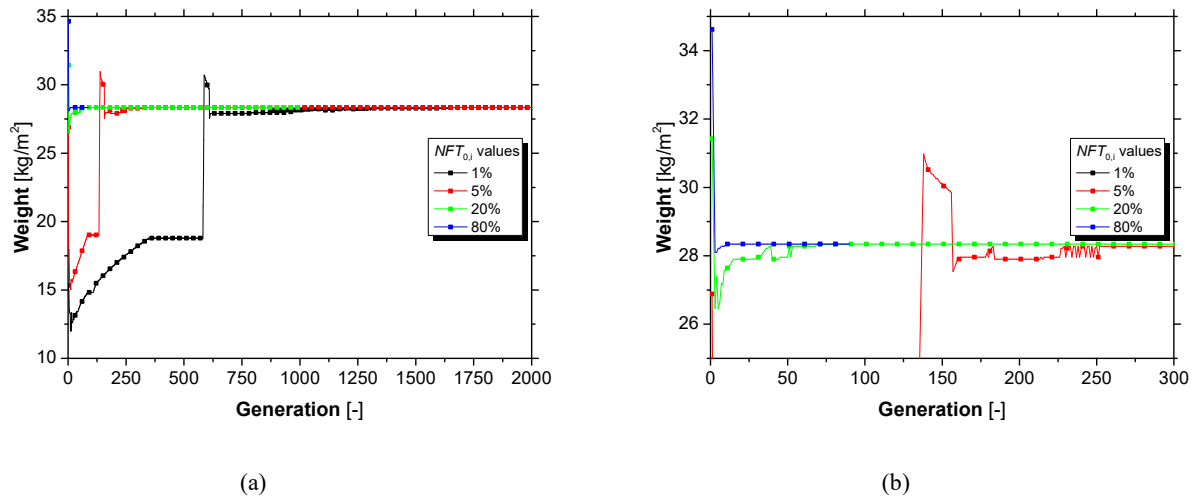 35
30
25
20
15
10
0 250 500 750 1000 1250 1500 1750 2000
Weight [kg/m²]
Generation [-]
NFT₀,ᵢ values
1%
5%
20%
80%
(a)
34
32
30
28
26
0 50 100 150 200 250 300
Weight [kg/m²]
Generation [-]
NFT₀,ᵢ values
1%
5%
20%
80%
(b)